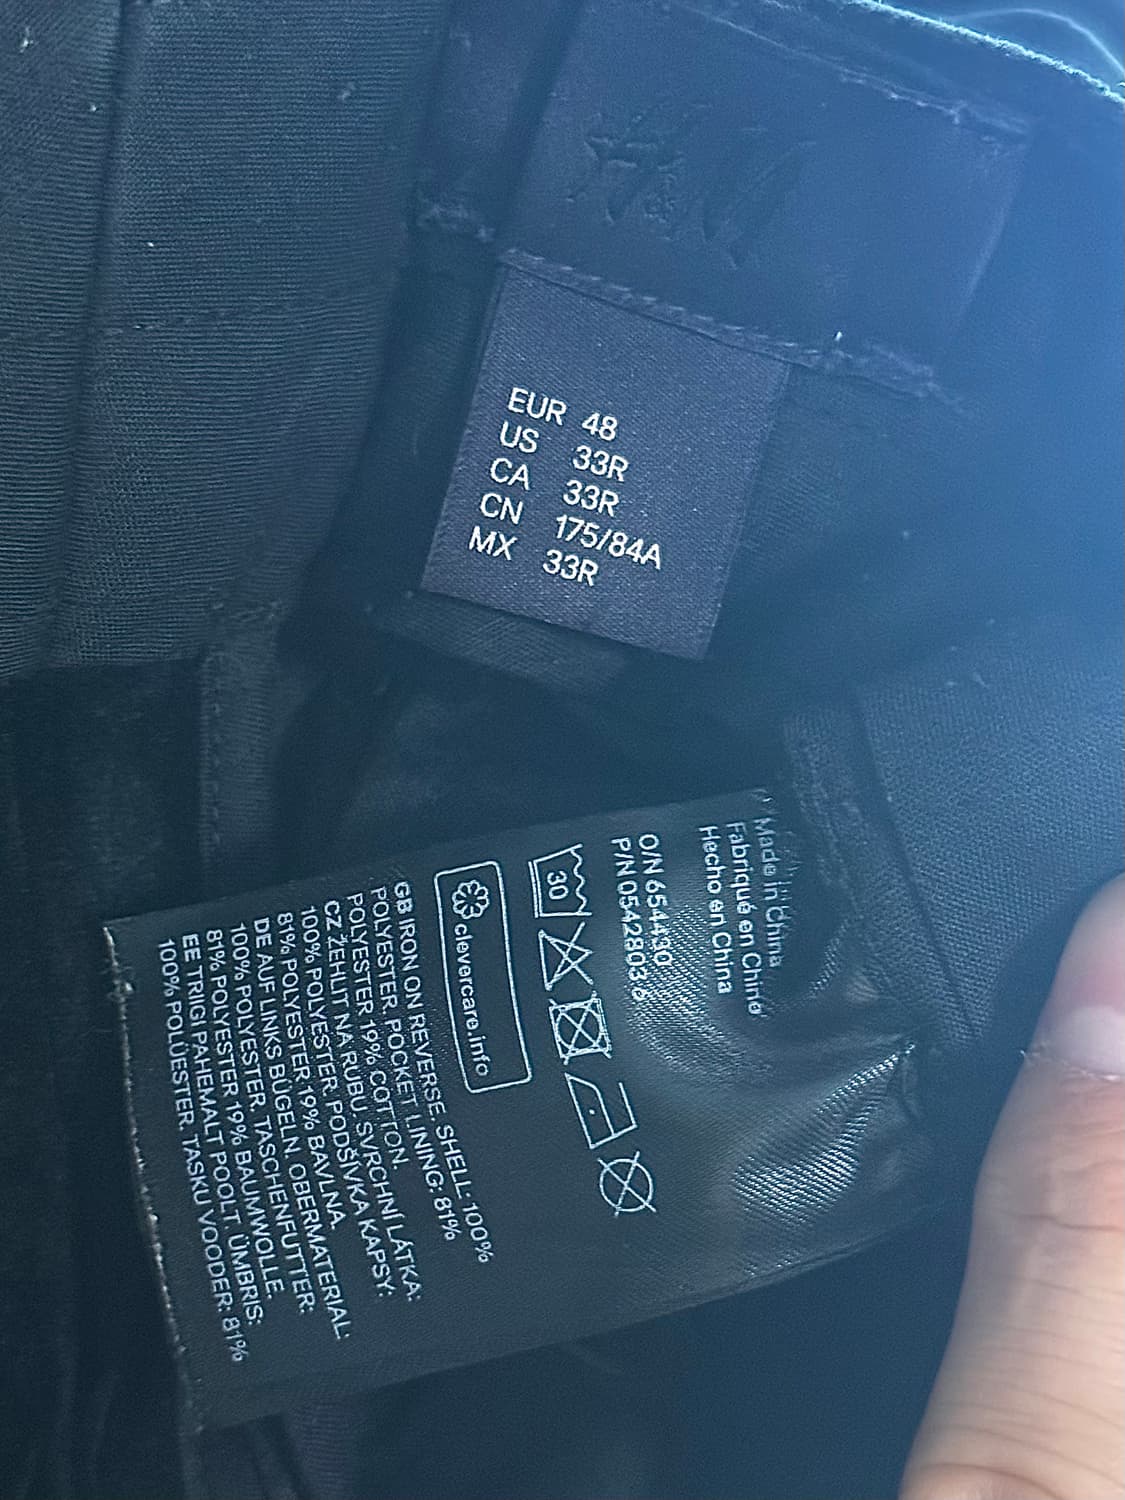 H&M
EUR 48
US 33R
CA 33R
CN 175/84A
MX 33R
Made in China
Fabriqué en Chine
Hecho en China
O/N 654430
P/N 0542803
30
clevercare.info
GB IRON ON REVERSE. SHELL: 100%
POLYESTER. POCKET LINING: 81%
POLYESTER 19% COTTON.
CZ ŽEHLIT NA RUBU. SVRCHNÍ LÁTKA:
100% POLYESTER. PODŠÍVKA KAPSY:
81% POLYESTER 19% BAVLNA.
DE AUF LINKS BÜGELN. OBERMATERIAL:
100% POLYESTER. TASCHENFUTTER:
81% POLYESTER 19% BAUMWOLLE.
EE TRIIGI PAHEMALT POOLT. ÜMBRIS:
100% POLÜESTER. TASKU VOODER: 81%